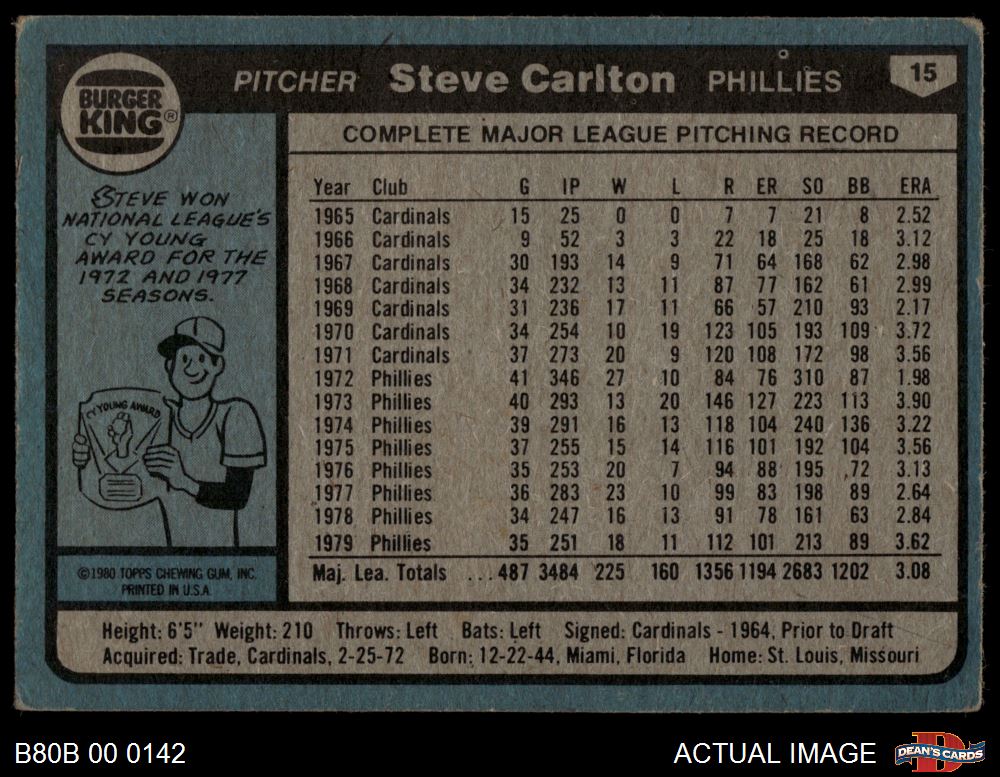 BURGER
KING®
PITCHER Steve Carlton PHILLIES 15
COMPLETE MAJOR LEAGUE PITCHING RECORD
STEVE WON
NATIONAL LEAGUE'S
CY YOUNG
AWARD FOR THE
1972 AND 1977
SEASONS.
CY YOUNG AWARD
©1980 TOPPS CHEWING GUM, INC.
PRINTED IN U.S.A.
Year Club G IP W L R ER SO BB ERA
1965 Cardinals 15 25 0 0 7 7 21 8 2.52
1966 Cardinals 9 52 3 3 22 18 25 18 3.12
1967 Cardinals 30 193 14 9 71 64 168 62 2.98
1968 Cardinals 34 232 13 11 87 77 162 61 2.99
1969 Cardinals 31 236 17 11 66 57 210 93 2.17
1970 Cardinals 34 254 10 19 123 105 193 109 3.72
1971 Cardinals 37 273 20 9 120 108 172 98 3.56
1972 Phillies 41 346 27 10 84 76 310 87 1.98
1973 Phillies 40 293 13 20 146 127 223 113 3.90
1974 Phillies 39 291 16 13 118 104 240 136 3.22
1975 Phillies 37 255 15 14 116 101 192 104 3.56
1976 Phillies 35 253 20 7 94 88 195 72 3.13
1977 Phillies 36 283 23 10 99 83 198 89 2.64
1978 Phillies 34 247 16 13 91 78 161 63 2.84
1979 Phillies 35 251 18 11 112 101 213 89 3.62
Maj. Lea. Totals ...487 3484 225 160 1356 1194 2683 1202 3.08
Height: 6'5" Weight: 210 Throws: Left Bats: Left Signed: Cardinals - 1964, Prior to Draft
Acquired: Trade, Cardinals, 2-25-72 Born: 12-22-44, Miami, Florida Home: St. Louis, Missouri
B80B 00 0142 ACTUAL IMAGE DEAN'S CARDS